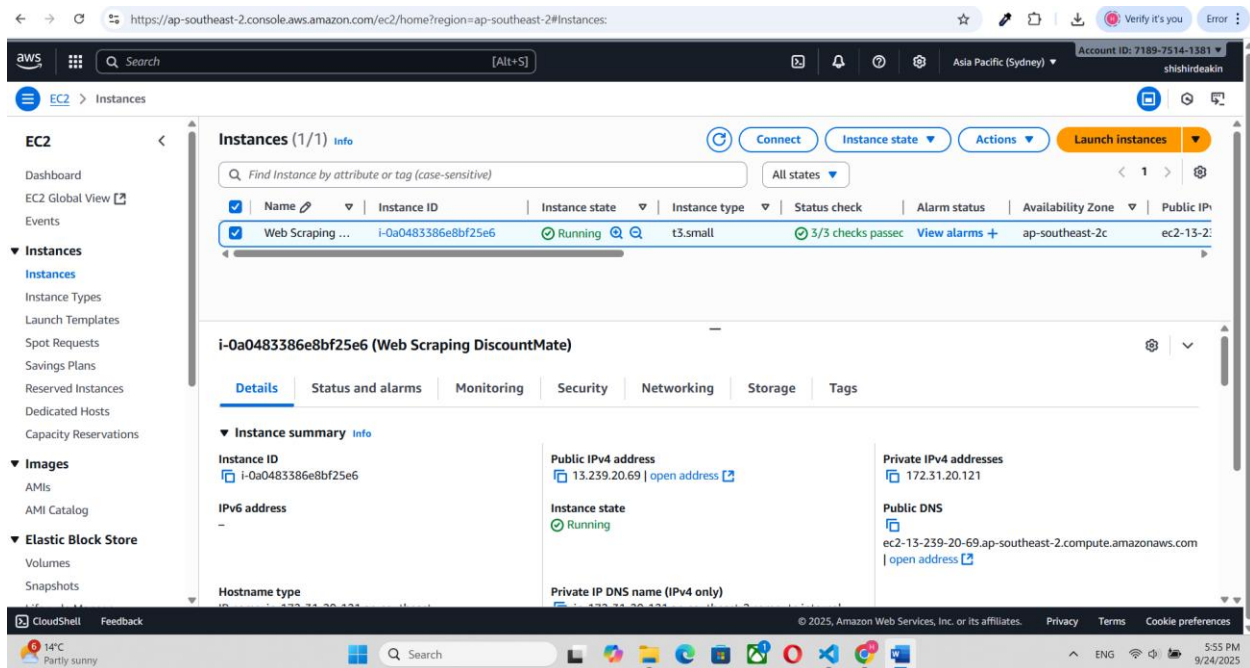 https://ap-southeast-2.console.aws.amazon.com/ec2/home?region=ap-southeast-2#Instances:
Verify it's you
Error
aws
Search
[Alt+S]
Asia Pacific (Sydney)
Account ID: 7189-7514-1381
shishirdeakin
EC2 > Instances
EC2
Dashboard
EC2 Global View
Events
Instances
Instances
Instance Types
Launch Templates
Spot Requests
Savings Plans
Reserved Instances
Dedicated Hosts
Capacity Reservations
Images
AMIs
AMI Catalog
Elastic Block Store
Volumes
Snapshots
Instances (1/1) Info
Connect
Instance state
Actions
Launch instances
Find Instance by attribute or tag (case-sensitive)
All states
1
Name Instance ID Instance state Instance type Status check Alarm status Availability Zone Public IPv
Web Scraping ... i-0a0483386e8bf25e6 Running t3.small 3/3 checks passec View alarms + ap-southeast-2c ec2-13-23
i-0a0483386e8bf25e6 (Web Scraping DiscountMate)
Details Status and alarms Monitoring Security Networking Storage Tags
Instance summary Info
Instance ID
i-0a0483386e8bf25e6
Public IPv4 address
13.239.20.69 | open address
Private IPv4 addresses
172.31.20.121
IPv6 address
–
Instance state
Running
Public DNS
ec2-13-239-20-69.ap-southeast-2.compute.amazonaws.com
| open address
Hostname type
Private IP DNS name (IPv4 only)
CloudShell Feedback
© 2025, Amazon Web Services, Inc. or its affiliates. Privacy Terms Cookie preferences
6
14°C
Partly sunny
Search
1
ENG
5:55 PM
9/24/2025